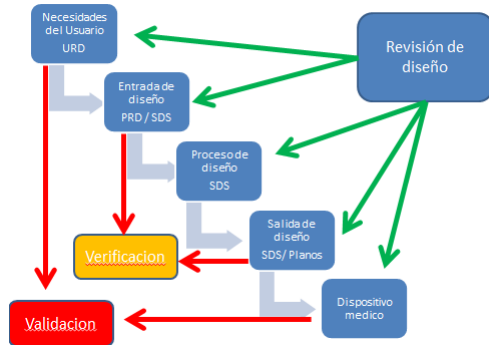 Necesidades
del Usuario
URD
Revisión de
diseño
Entrada de
diseño
PRD / SDS
Proceso de
diseño
SDS
Salida de
diseño
SDS/ Planos
Verificacion
Dispositivo
medico
Validacion